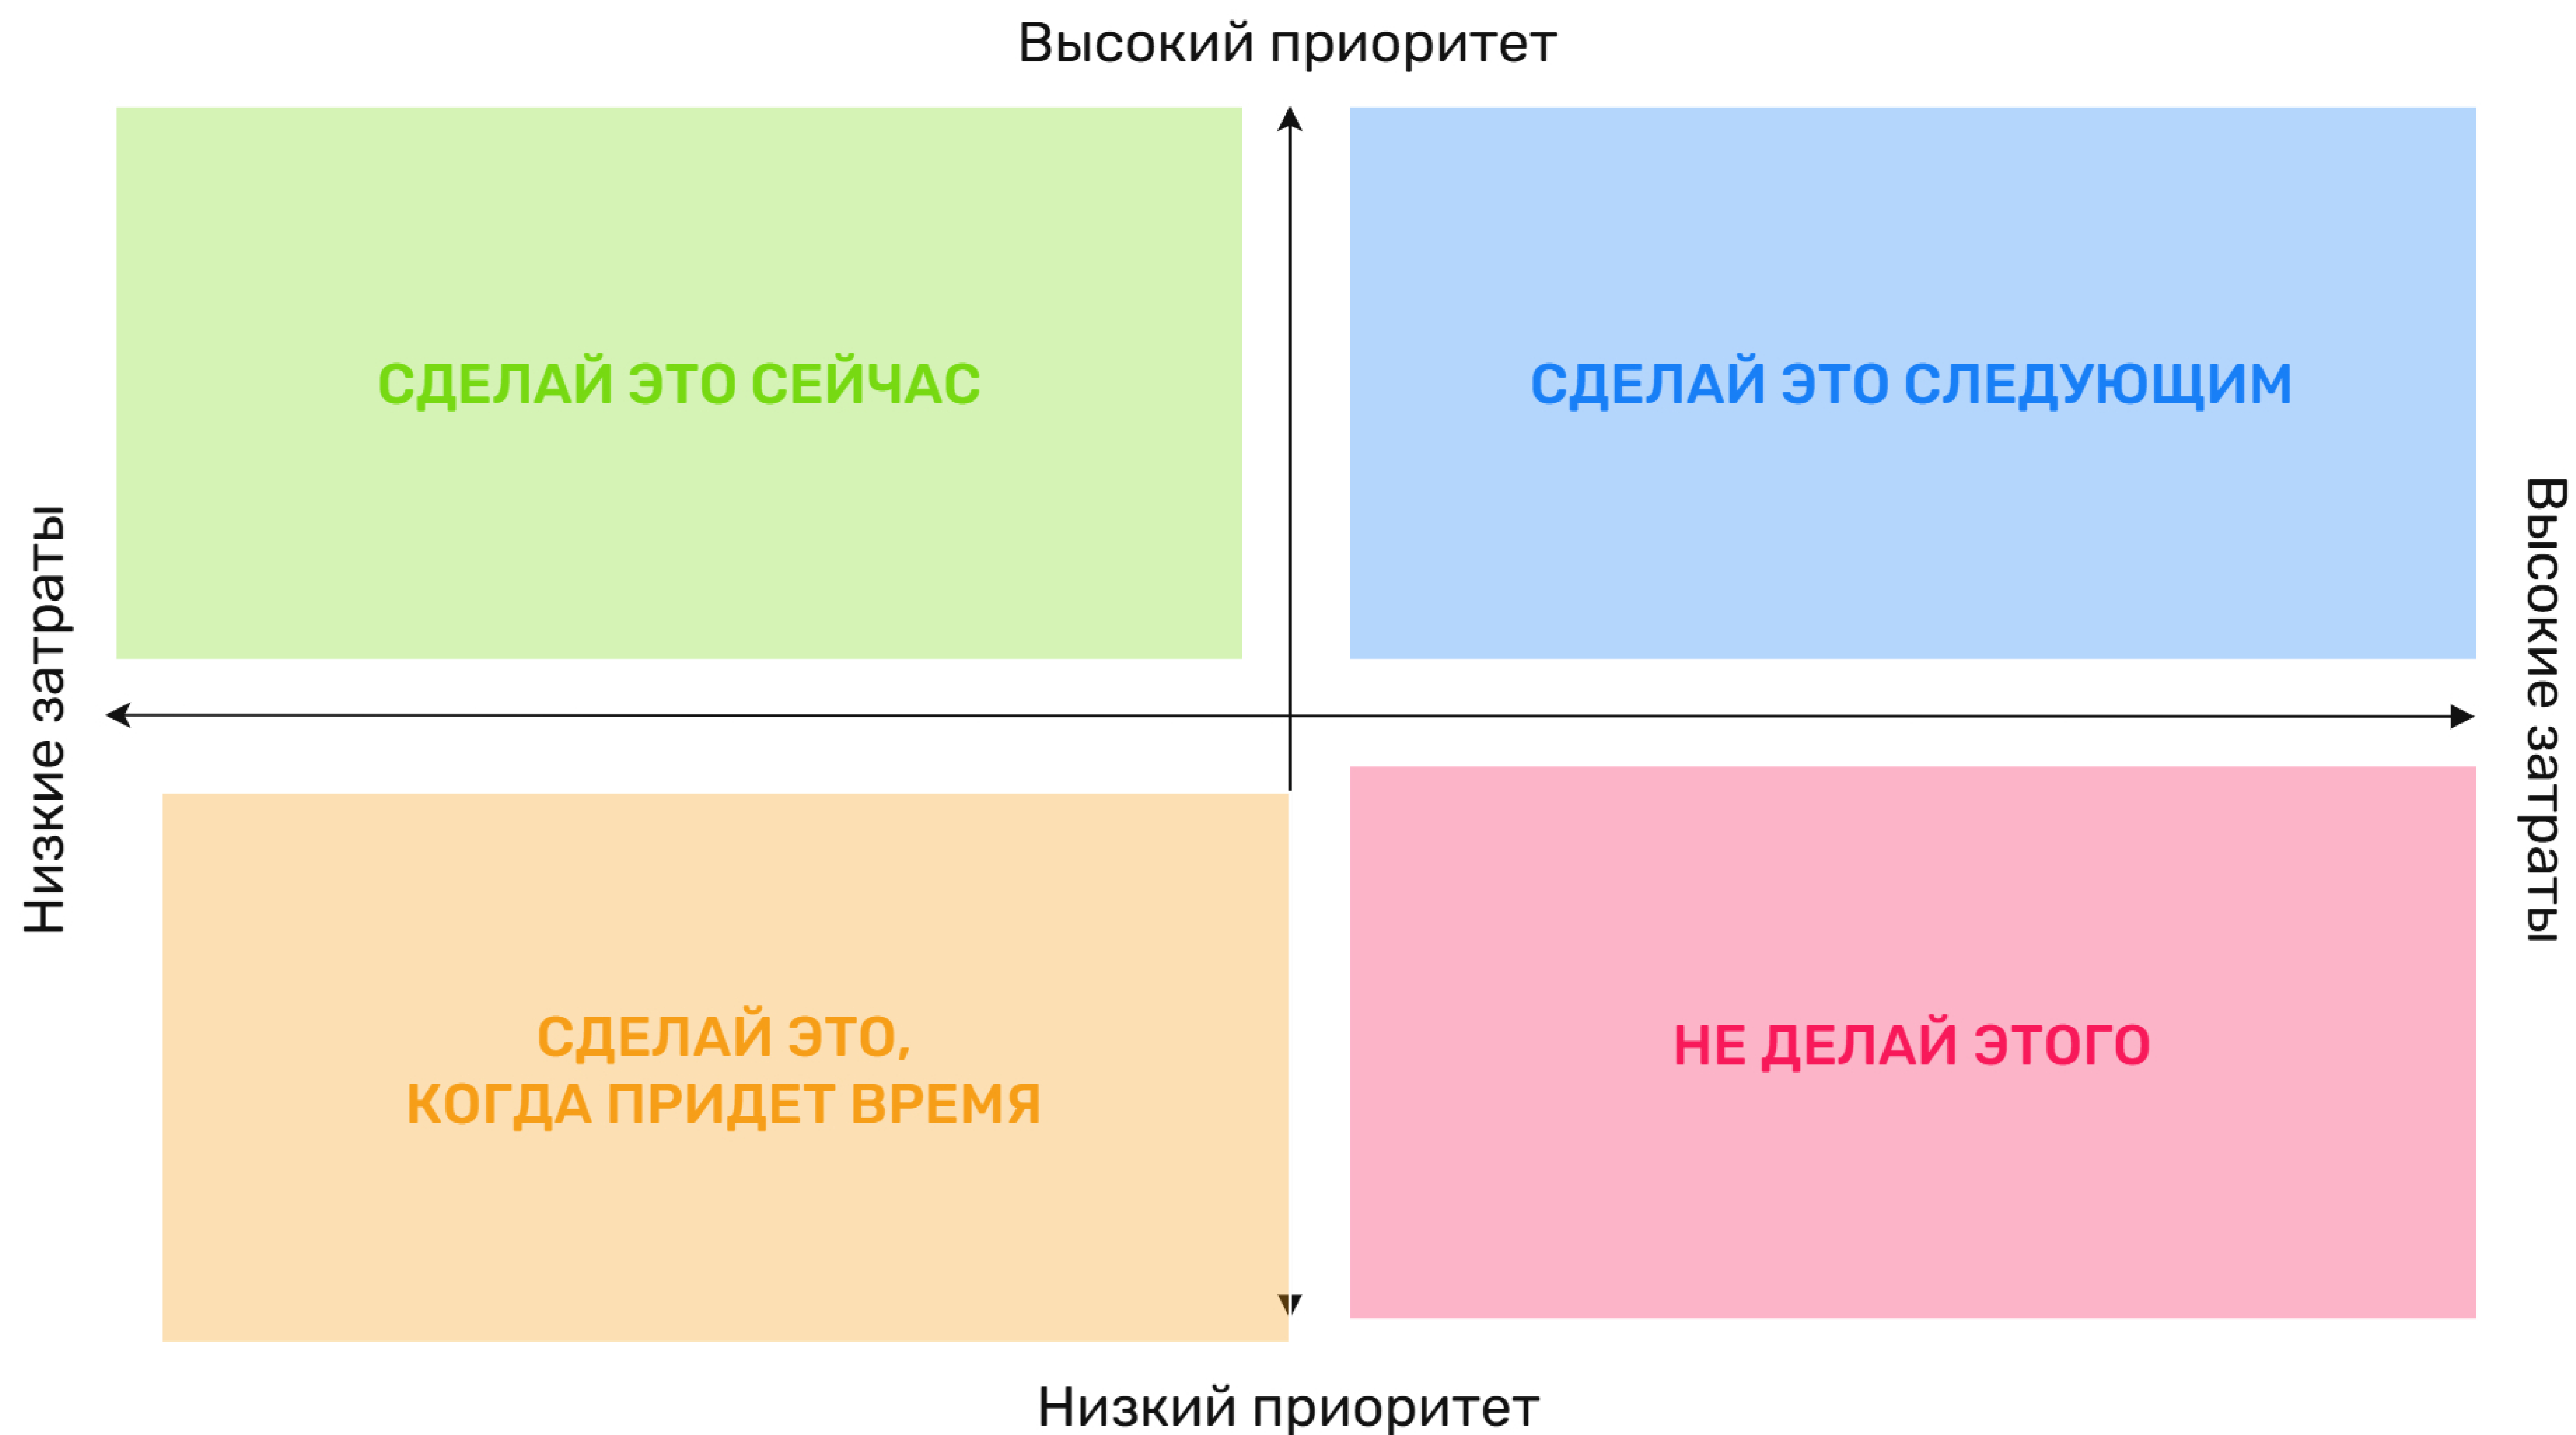 Высокий приоритет
СДЕЛАЙ ЭТО СЕЙЧАС
СДЕЛАЙ ЭТО СЛЕДУЮЩИМ
Низкие затраты
Высокие затраты
СДЕЛАЙ ЭТО,
КОГДА ПРИДЕТ ВРЕМЯ
НЕ ДЕЛАЙ ЭТОГО
Низкий приоритет